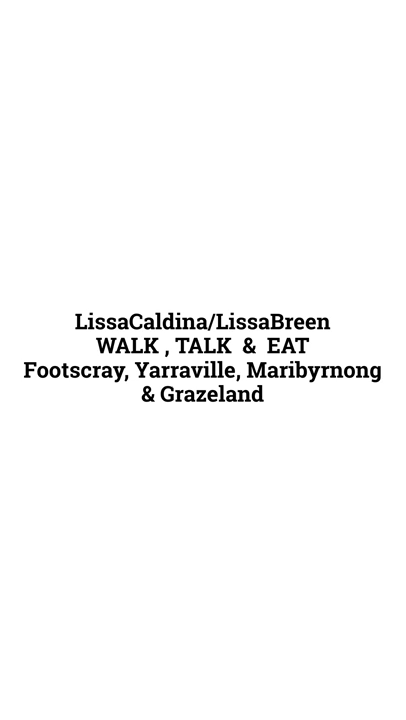 LissaCaldina/LissaBreen
WALK , TALK & EAT
Footscray, Yarraville, Maribyrnong
& Grazeland